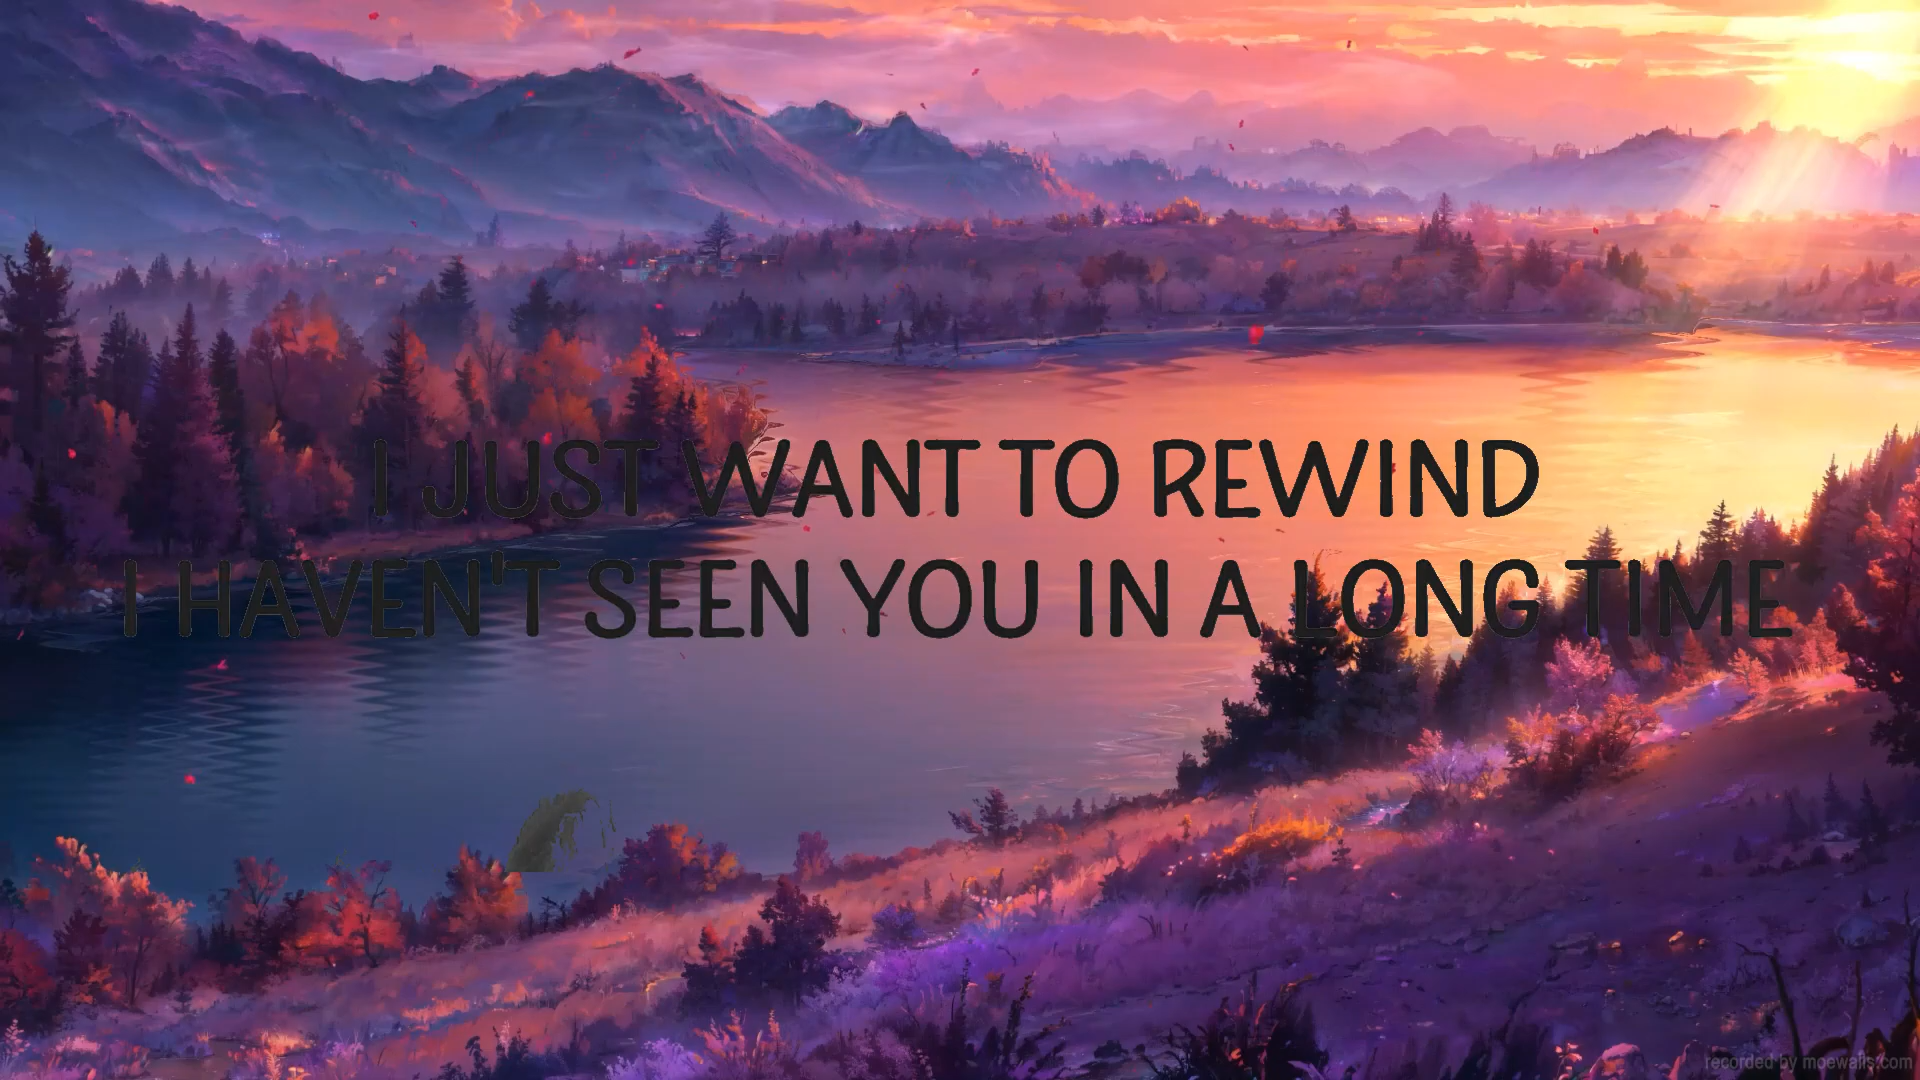 I JUST WANT TO REWIND
I HAVEN'T SEEN YOU IN A LONG TIME
recorded by moewalls.com